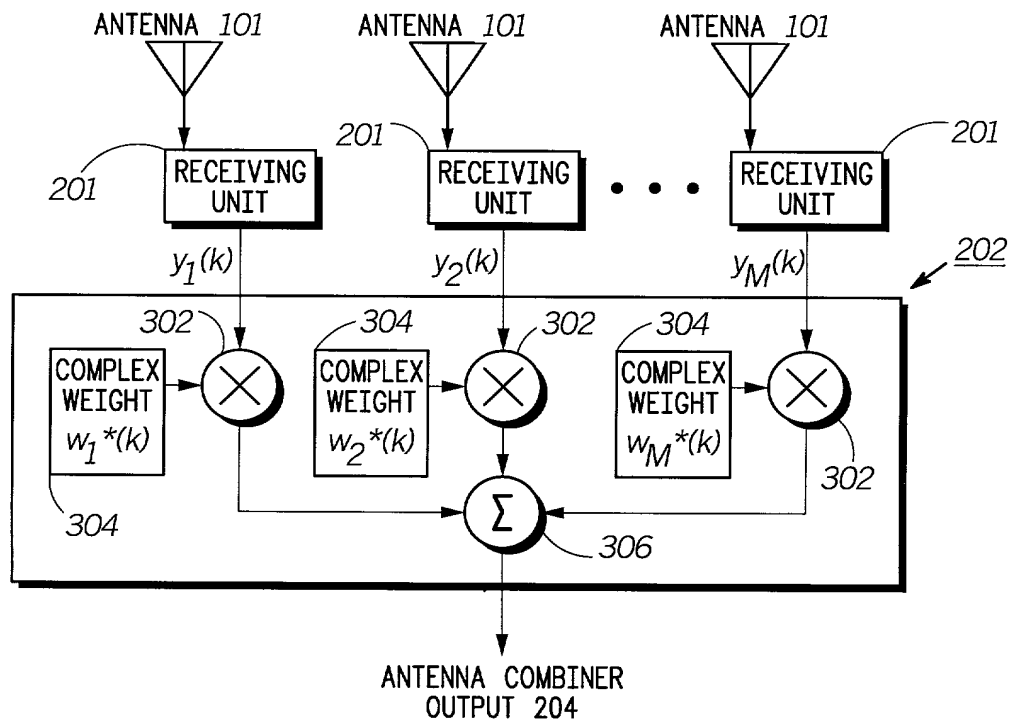 ANTENNA 101 ANTENNA 101 ANTENNA 101
201 RECEIVING UNIT 201 RECEIVING UNIT • • • RECEIVING UNIT 201
y1(k) y2(k) yM(k) 202
302 304 302 304
COMPLEX WEIGHT w1*(k) COMPLEX WEIGHT w2*(k) COMPLEX WEIGHT wM*(k)
302
304 Σ 306
ANTENNA COMBINER
OUTPUT 204